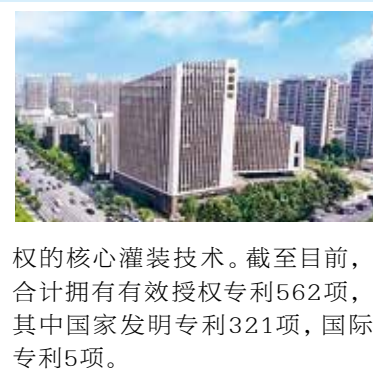 权的核心灌装技术。截至目前，
合计拥有有效授权专利562项，
其中国家发明专利321项，国际
专利5项。